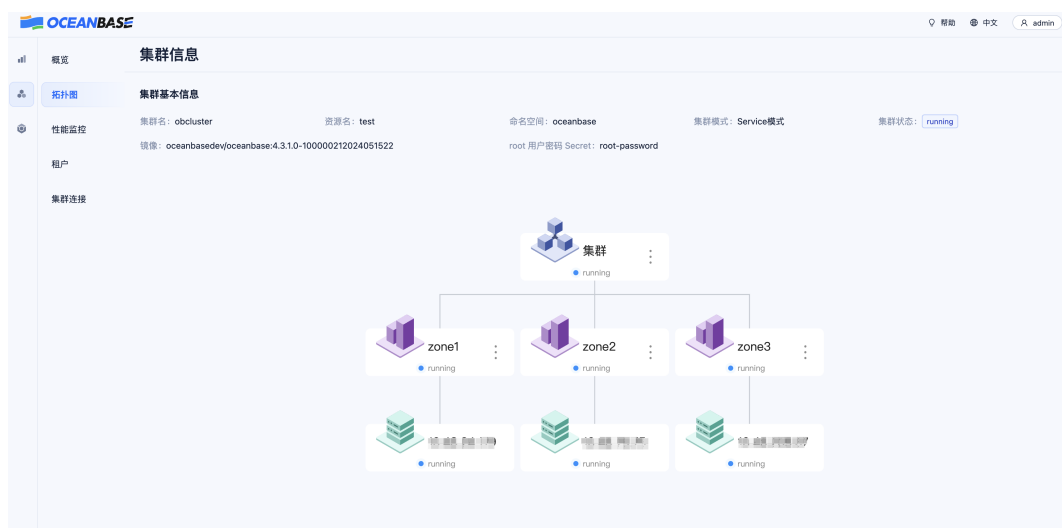 OCEANBASE
帮助 中文 admin
概览
拓扑图
性能监控
租户
集群连接
集群信息
集群基本信息
集群名：obcluster 资源名：test 命名空间：oceanbase 集群模式：Service模式 集群状态：running
镜像：oceanbasedev/oceanbase:4.3.1.0-100000212024051522 root 用户密码 Secret：root-password
集群
running
zone1 zone2 zone3
running running running
running running running